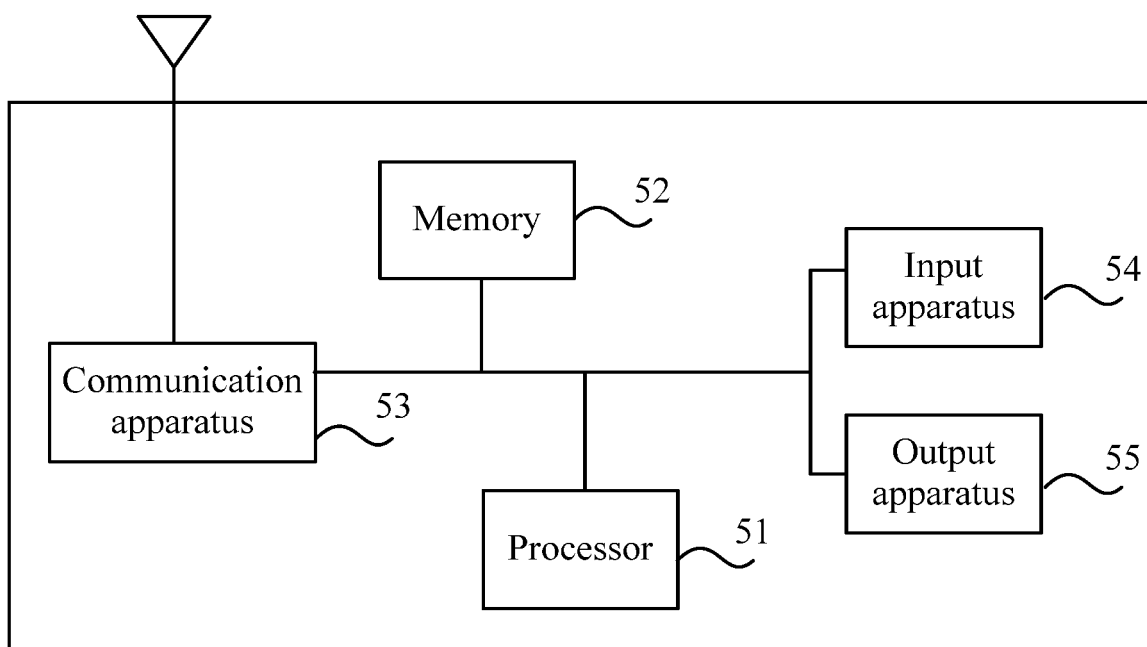 Memory
52
Input
apparatus
54
Communication
apparatus
53
Output
apparatus
55
Processor
51